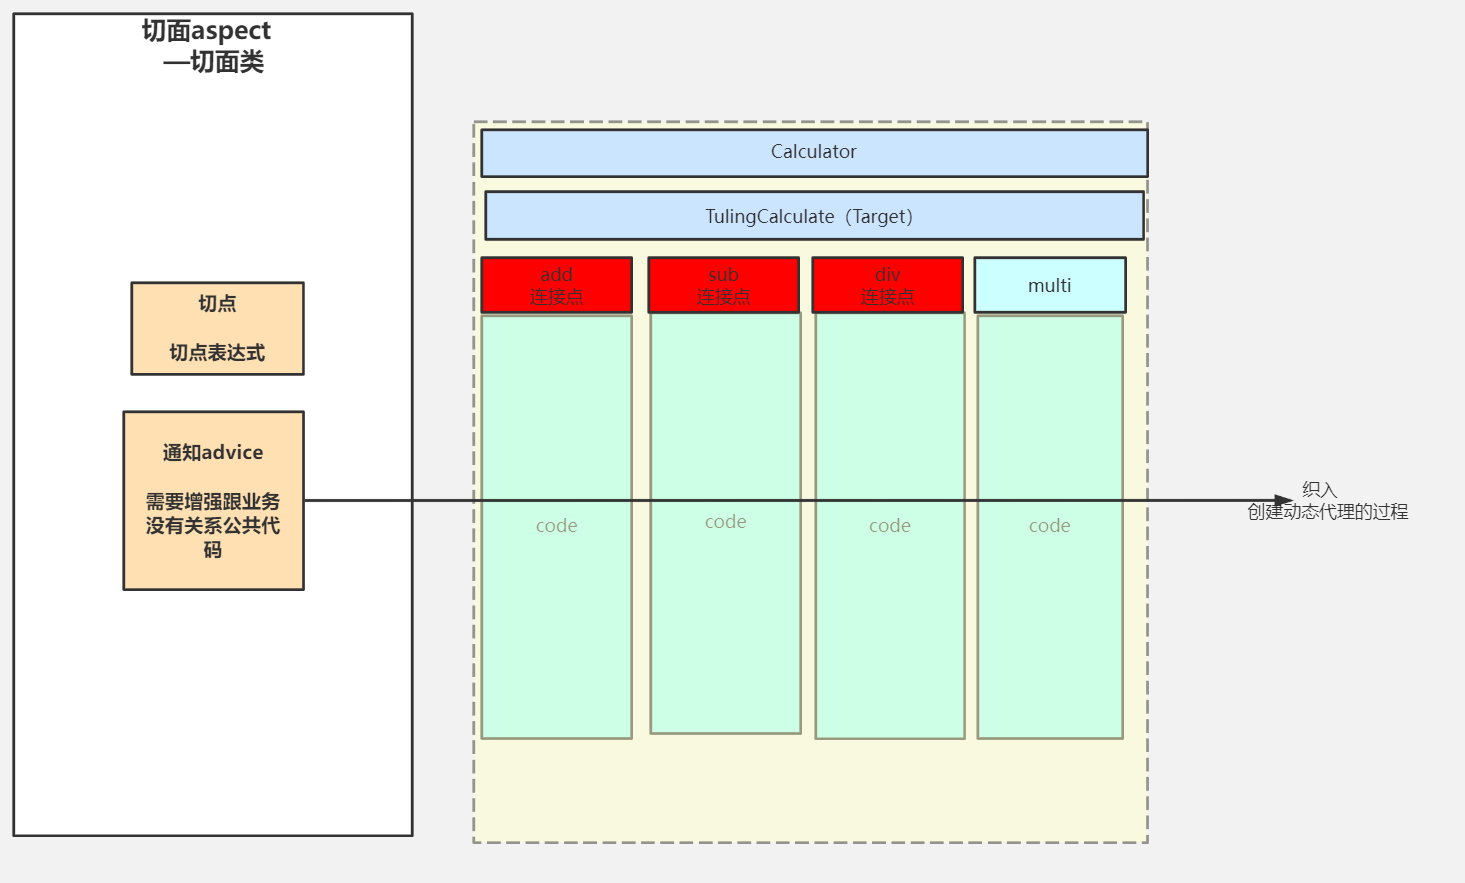 切面aspect
—切面类
切点
切点表达式
通知advice
需要增强跟业务
没有关系公共代
码
Calculator
TulingCalculate（Target）
add
连接点
sub
连接点
div
连接点
multi
code
code
code
code
织入
创建动态代理的过程